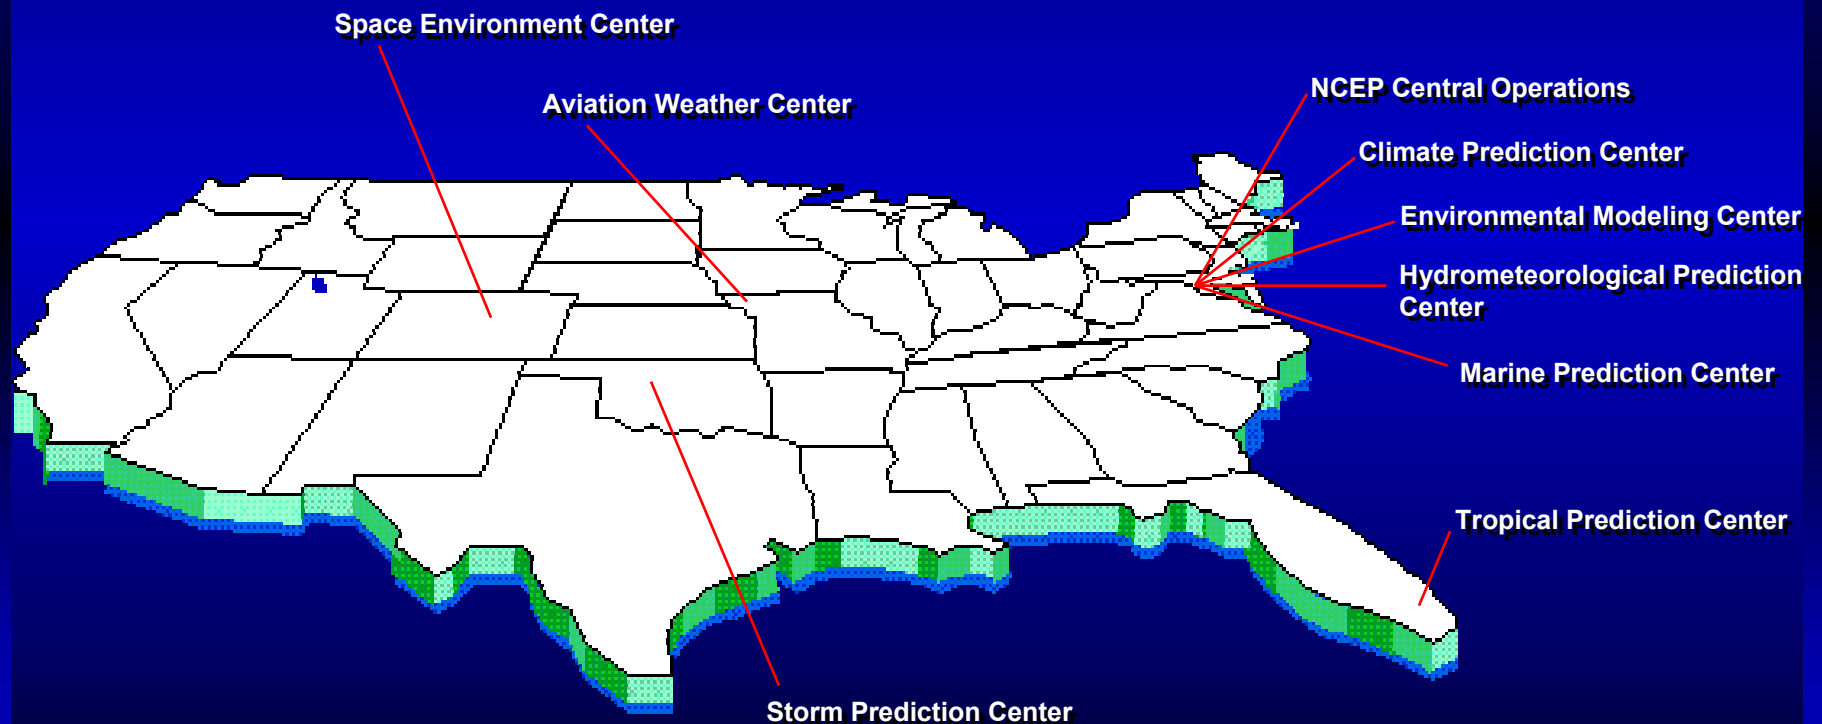 Space Environment Center
Aviation Weather Center
NCEP Central Operations
Climate Prediction Center
Environmental Modeling Center
Hydrometeorological Prediction
Center
Marine Prediction Center
Tropical Prediction Center
Storm Prediction Center